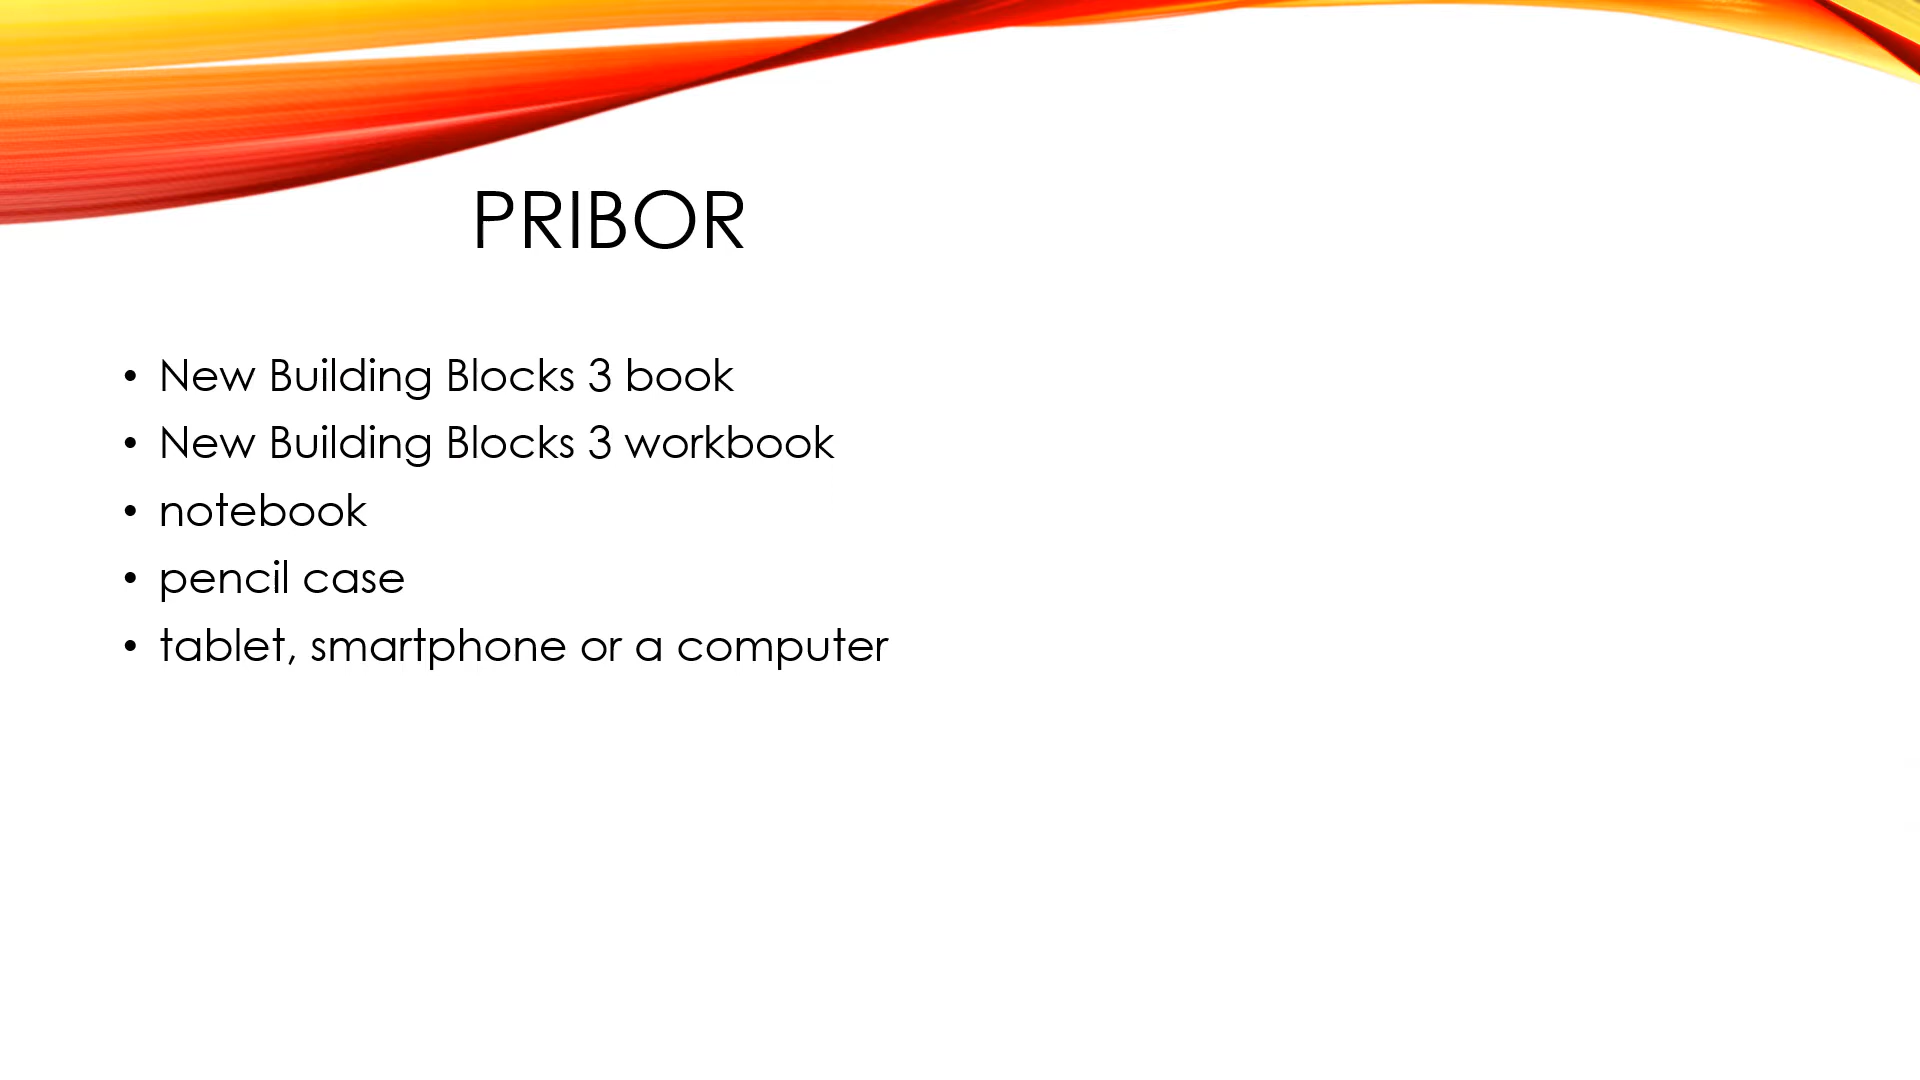 PRIBOR
• New Building Blocks 3 book
• New Building Blocks 3 workbook
• notebook
• pencil case
• tablet, smartphone or a computer